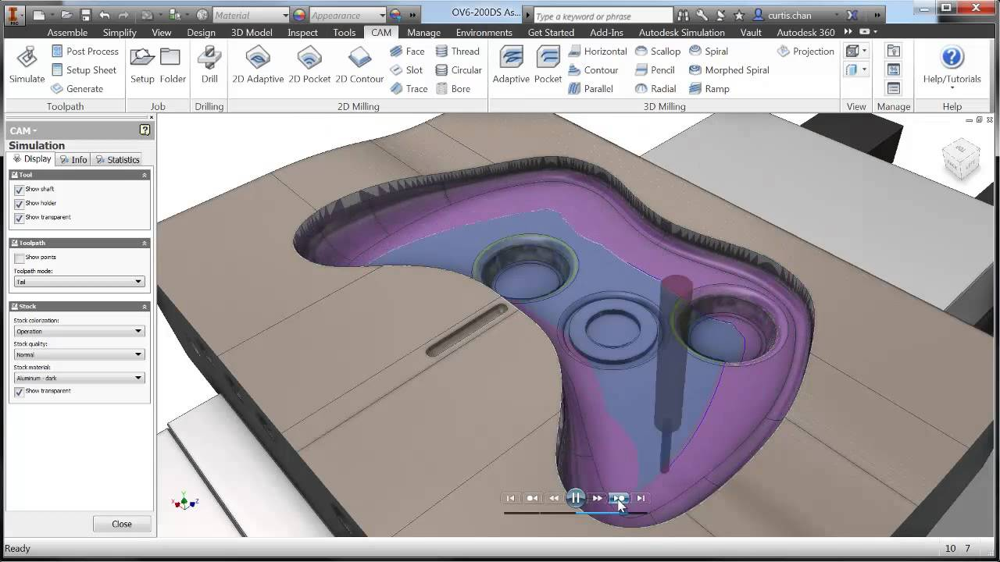 PRO Material Appearance OV6-200DS As... Type a keyword or phrase curtis.chan
Assemble Simplify View Design 3D Model Inspect Tools CAM Manage Environments Get Started Add-Ins Autodesk Simulation Vault Autodesk 360
Simulate Post Process Setup Sheet Generate
Toolpath
Setup Folder
Job
Drill
Drilling
2D Adaptive 2D Pocket 2D Contour Face Slot Trace Thread Circular Bore
2D Milling
Adaptive Pocket Horizontal Contour Parallel Scallop Pencil Radial Spiral Morphed Spiral Ramp Projection
3D Milling
View
Manage
Help/Tutorials
Help
CAM
Simulation
Display Info Statistics
Tool
Show shaft
Show holder
Show transparent
Toolpath
Show points
Toolpath mode:
Tail
Stock
Stock colorization:
Operation
Stock quality:
Normal
Stock material:
Aluminum - dark
Show transparent
Close
X Y Z
Ready
10 7